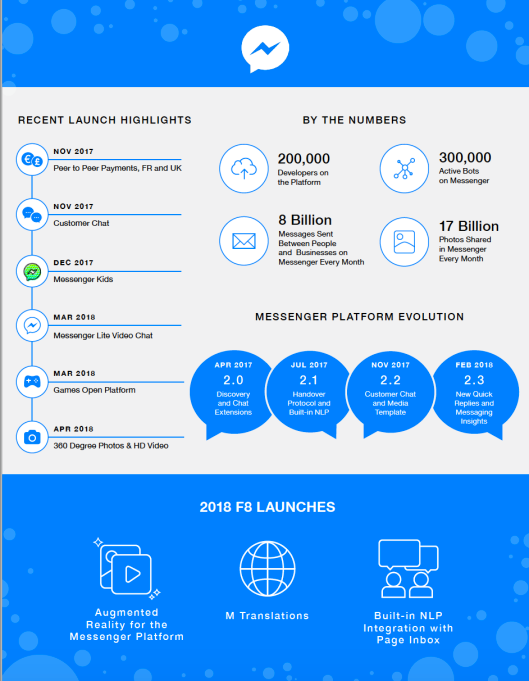 RECENT LAUNCH HIGHLIGHTS
NOV 2017
Peer to Peer Payments, FR and UK
NOV 2017
Customer Chat
DEC 2017
Messenger Kids
MAR 2018
Messenger Lite Video Chat
MAR 2018
Games Open Platform
APR 2018
360 Degree Photos & HD Video
BY THE NUMBERS
200,000
Developers on
the Platform
300,000
Active Bots
on Messenger
8 Billion
Messages Sent
Between People
and Businesses on
Messenger Every Month
17 Billion
Photos Shared
in Messenger
Every Month
MESSENGER PLATFORM EVOLUTION
APR 2017
2.0
Discovery
and Chat
Extensions
JUL 2017
2.1
Handover
Protocol and
Built-in NLP
NOV 2017
2.2
Customer Chat
and Media
Template
FEB 2018
2.3
New Quick
Replies and
Messaging
Insights
2018 F8 LAUNCHES
Augmented
Reality for the
Messenger Platform
M Translations
Built-in NLP
Integration with
Page Inbox